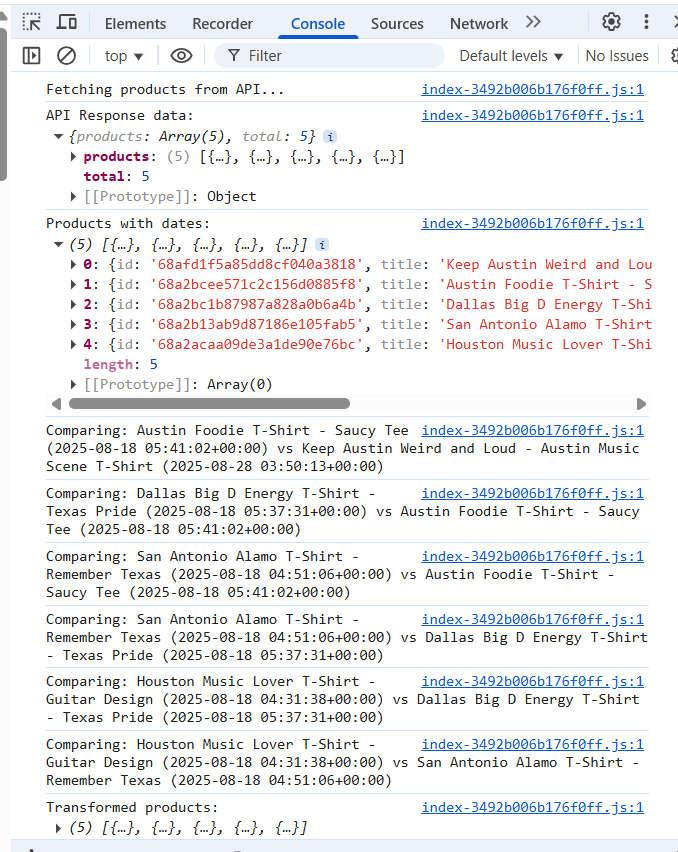 Elements Recorder Console Sources Network
top Filter Default levels No Issues
Fetching products from API... index-3492b006b176f0ff.js:1
API Response data: index-3492b006b176f0ff.js:1
{products: Array(5), total: 5}
products: (5) [{…}, {…}, {…}, {…}, {…}]
total: 5
[[Prototype]]: Object
Products with dates: index-3492b006b176f0ff.js:1
(5) [{…}, {…}, {…}, {…}, {…}]
0: {id: '68afd1f5a85dd8cf040a3818', title: 'Keep Austin Weird and Lou
1: {id: '68a2bcee571c2c156d0885f8', title: 'Austin Foodie T-Shirt - S
2: {id: '68a2bc1b87987a828a0b6a4b', title: 'Dallas Big D Energy T-Shi
3: {id: '68a2b13ab9d87186e105fab5', title: 'San Antonio Alamo T-Shirt
4: {id: '68a2acaa09de3a1de90e76bc', title: 'Houston Music Lover T-Shi
length: 5
[[Prototype]]: Array(0)
Comparing: Austin Foodie T-Shirt - Saucy Tee index-3492b006b176f0ff.js:1
(2025-08-18 05:41:02+00:00) vs Keep Austin Weird and Loud - Austin Music
Scene T-Shirt (2025-08-28 03:50:13+00:00)
Comparing: Dallas Big D Energy T-Shirt - index-3492b006b176f0ff.js:1
Texas Pride (2025-08-18 05:37:31+00:00) vs Austin Foodie T-Shirt - Saucy
Tee (2025-08-18 05:41:02+00:00)
Comparing: San Antonio Alamo T-Shirt - index-3492b006b176f0ff.js:1
Remember Texas (2025-08-18 04:51:06+00:00) vs Austin Foodie T-Shirt -
Saucy Tee (2025-08-18 05:41:02+00:00)
Comparing: San Antonio Alamo T-Shirt - index-3492b006b176f0ff.js:1
Remember Texas (2025-08-18 04:51:06+00:00) vs Dallas Big D Energy T-Shirt
- Texas Pride (2025-08-18 05:37:31+00:00)
Comparing: Houston Music Lover T-Shirt - index-3492b006b176f0ff.js:1
Guitar Design (2025-08-18 04:31:38+00:00) vs Dallas Big D Energy T-Shirt
- Texas Pride (2025-08-18 05:37:31+00:00)
Comparing: Houston Music Lover T-Shirt - index-3492b006b176f0ff.js:1
Guitar Design (2025-08-18 04:31:38+00:00) vs San Antonio Alamo T-Shirt -
Remember Texas (2025-08-18 04:51:06+00:00)
Transformed products: index-3492b006b176f0ff.js:1
(5) [{…}, {…}, {…}, {…}, {…}]